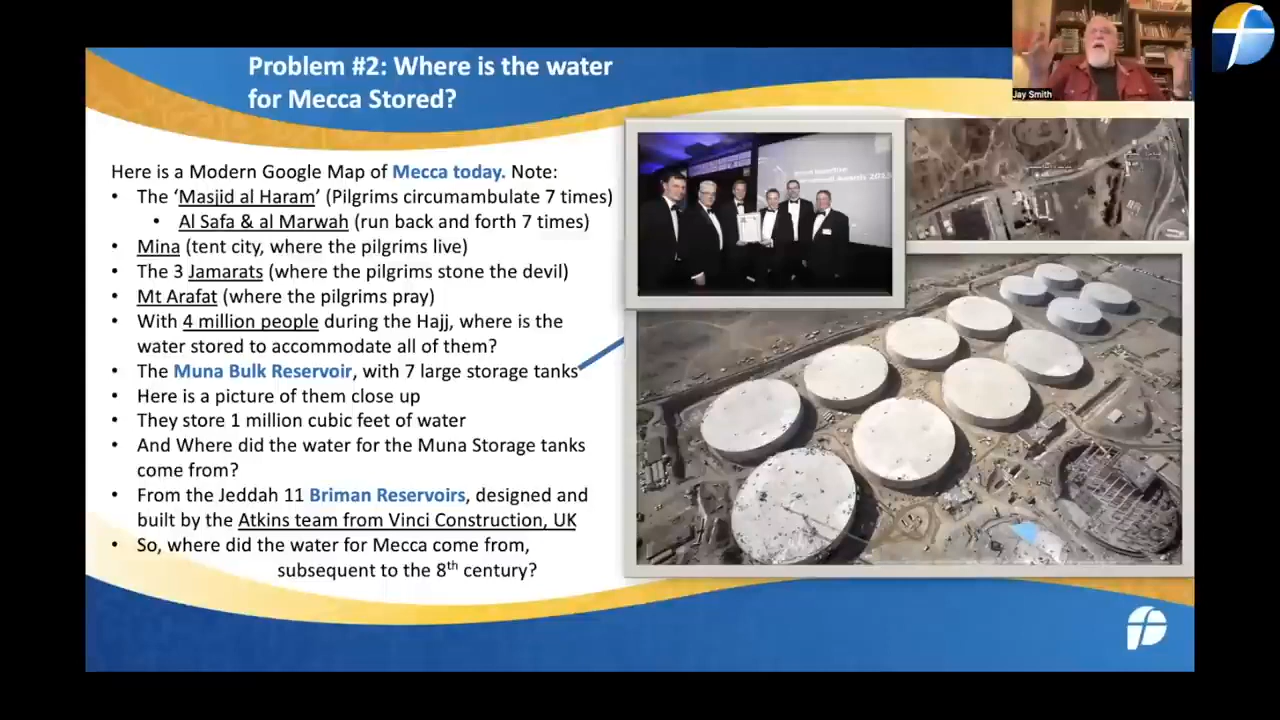 Problem #2: Where is the water
for Mecca Stored?
Jay Smith
Here is a Modern Google Map of Mecca today. Note:
• The ‘Masjid al Haram’ (Pilgrims circumambulate 7 times)
• Al Safa & al Marwah (run back and forth 7 times)
• Mina (tent city, where the pilgrims live)
• The 3 Jamarats (where the pilgrims stone the devil)
• Mt Arafat (where the pilgrims pray)
• With 4 million people during the Hajj, where is the
water stored to accommodate all of them?
• The Muna Bulk Reservoir, with 7 large storage tanks
• Here is a picture of them close up
• They store 1 million cubic feet of water
• And Where did the water for the Muna Storage tanks
come from?
• From the Jeddah 11 Briman Reservoirs, designed and
built by the Atkins team from Vinci Construction, UK
• So, where did the water for Mecca come from,
subsequent to the 8th century?